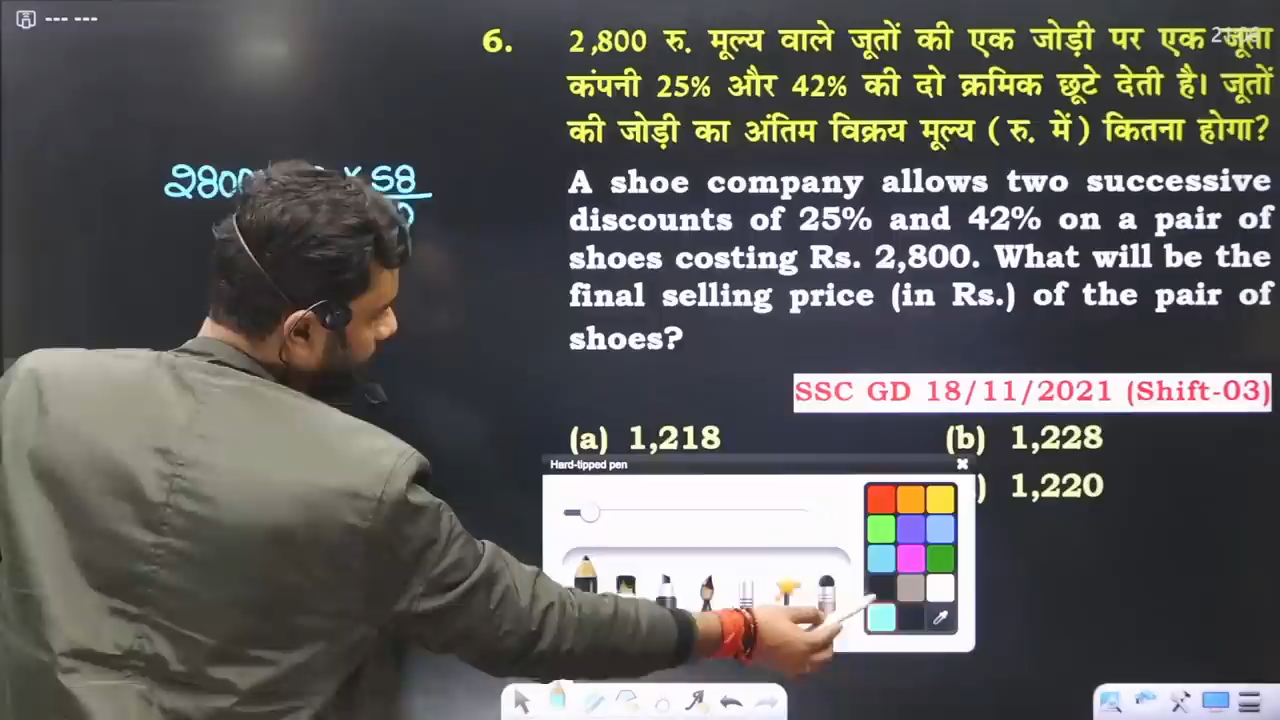 6. 2,800 रु. मूल्य वाले जूतों की एक जोड़ी पर एक जूता
कंपनी 25% और 42% की दो क्रमिक छूटे देती है। जूतों
की जोड़ी का अंतिम विक्रय मूल्य ( रु. में ) कितना होगा?
2800 x 58
A shoe company allows two successive
discounts of 25% and 42% on a pair of
shoes costing Rs. 2,800. What will be the
final selling price (in Rs.) of the pair of
shoes?
SSC GD 18/11/2021 (Shift-03)
(a) 1,218 (b) 1,228
Hard-tipped pen
) 1,220